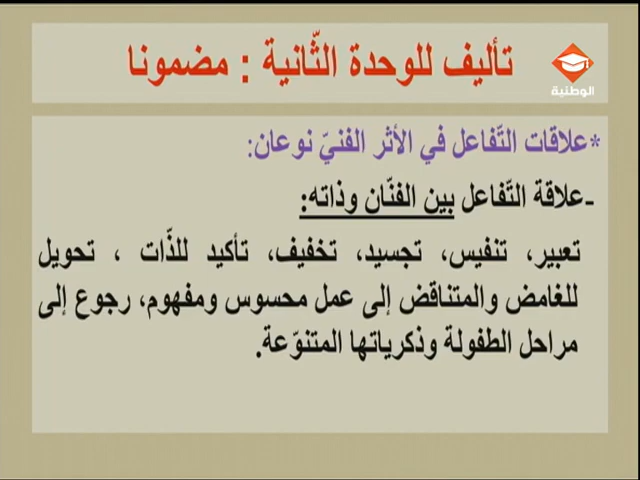 تأليف للوحدة الثّانية : مضمونا
الوطنية
*علاقات التّفاعل في الأثر الفنيّ نوعان:
-علاقة التّفاعل بين الفنّان وذاته:
تعبير، تنفيس، تجسيد، تخفيف، تأكيد للذّات ، تحويل
للغامض والمتناقض إلى عمل محسوس ومفهوم، رجوع إلى
مراحل الطفولة وذكرياتها المتنوّعة.